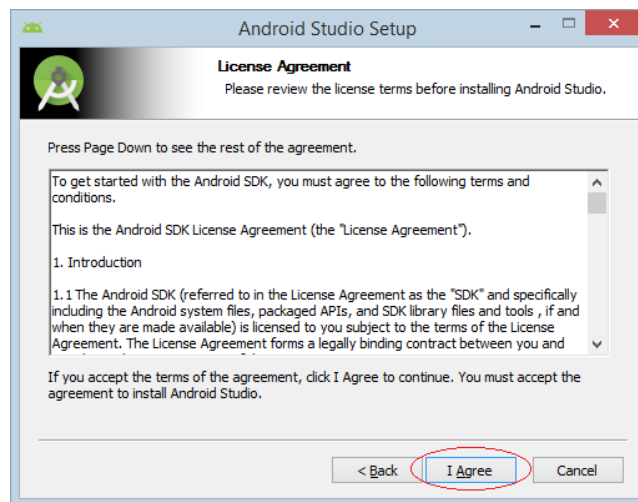 Android Studio Setup
License Agreement
Please review the license terms before installing Android Studio.
Press Page Down to see the rest of the agreement.
To get started with the Android SDK, you must agree to the following terms and
conditions.
This is the Android SDK License Agreement (the "License Agreement").
1. Introduction
1.1 The Android SDK (referred to in the License Agreement as the "SDK" and specifically
including the Android system files, packaged APIs, and SDK library files and tools , if and
when they are made available) is licensed to you subject to the terms of the License
Agreement. The License Agreement forms a legally binding contract between you and
If you accept the terms of the agreement, click I Agree to continue. You must accept the
agreement to install Android Studio.
< Back
I Agree
Cancel